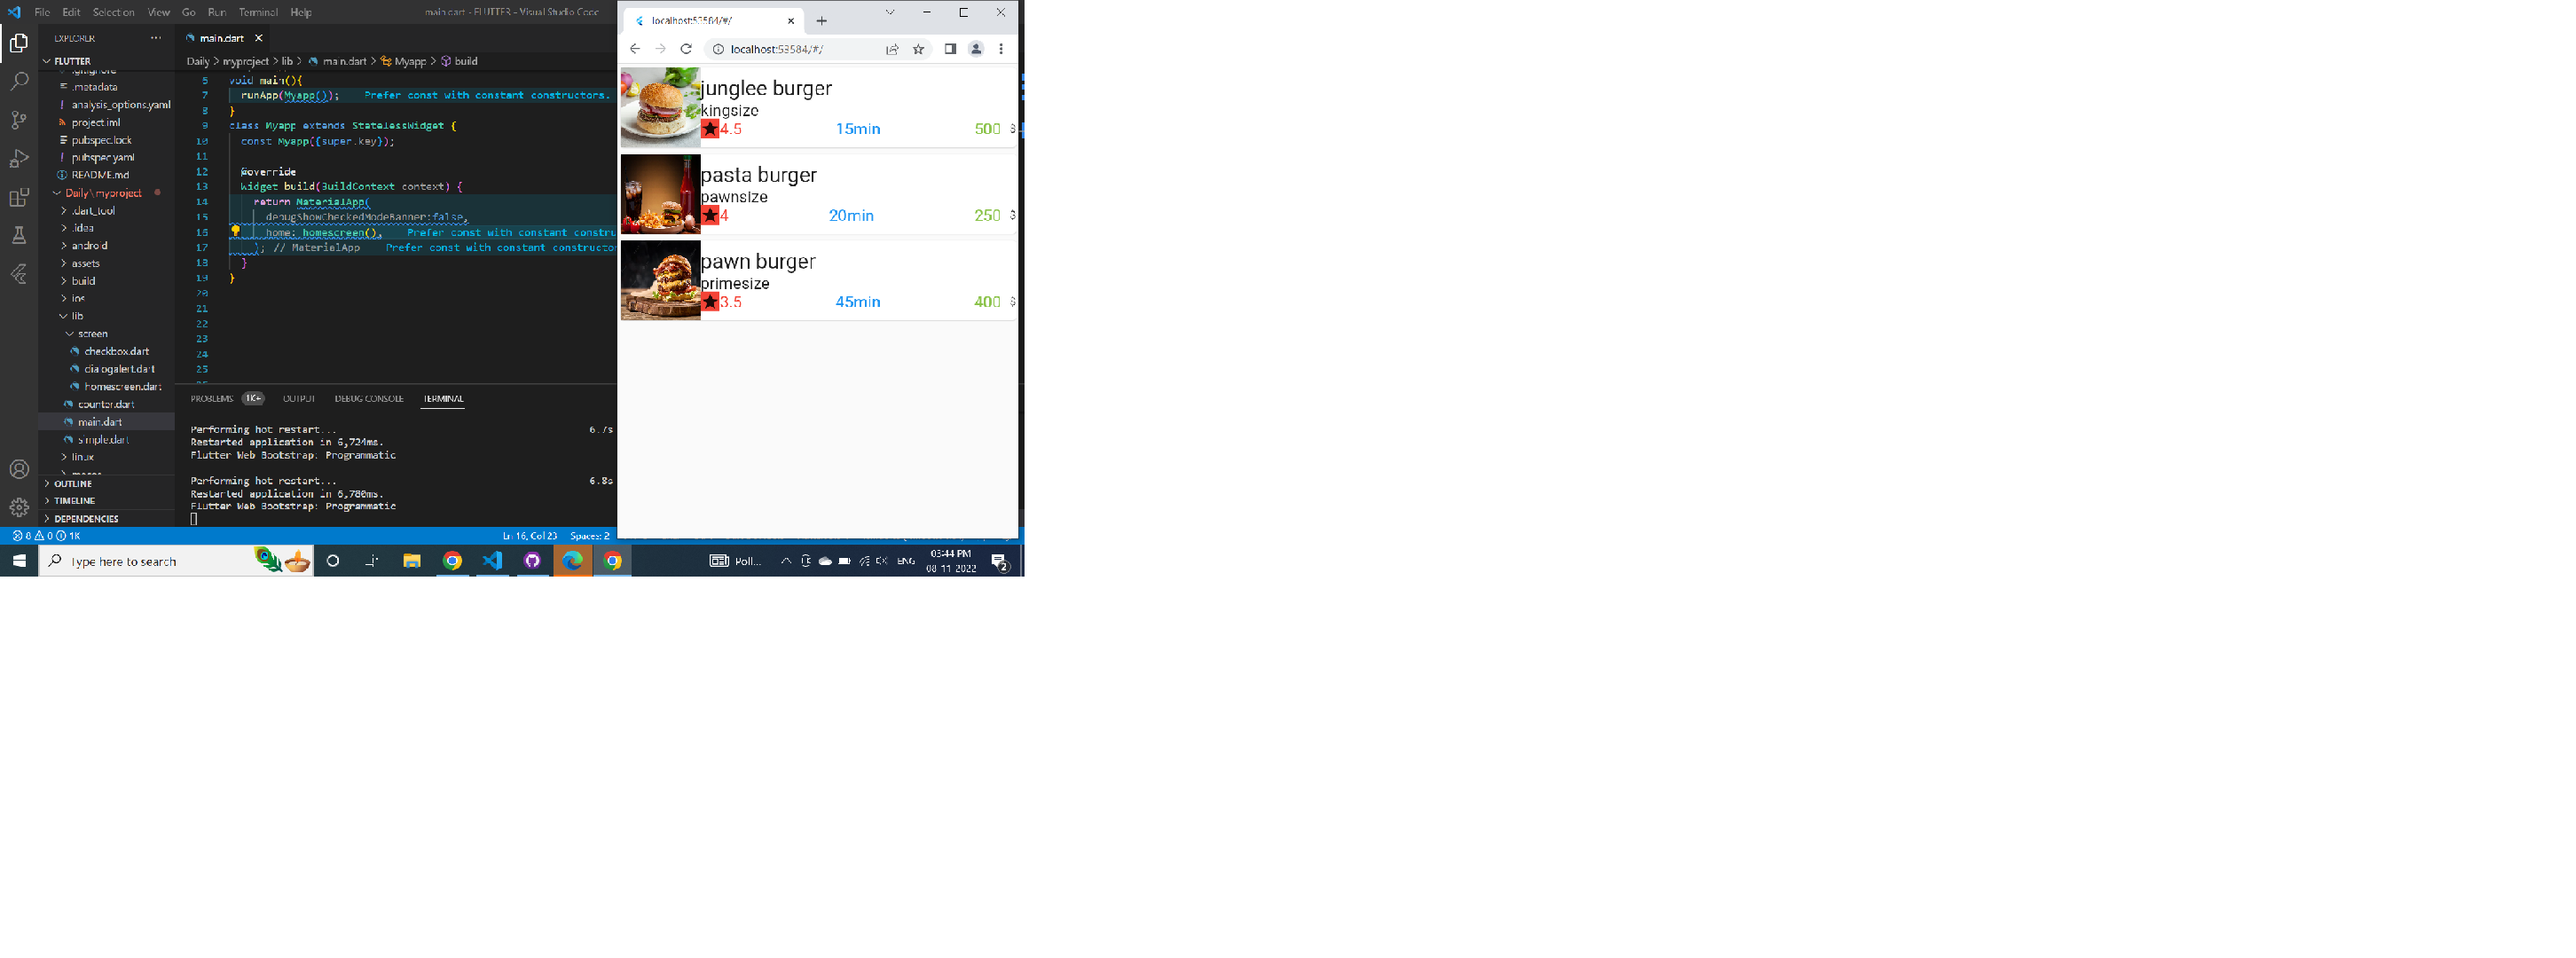 File Edit Selection View Go Run Terminal Help
main.dart - FLUTTER - Visual Studio Code
EXPLORER
FLUTTER
.gitignore
.metadata
analysis_options.yaml
project.iml
pubspec.lock
pubspec.yaml
README.md
Daily\myproject
.dart_tool
.idea
android
assets
build
ios
lib
screen
checkbox.dart
dialogalert.dart
homescreen.dart
counter.dart
main.dart
simple.dart
linux
macos
OUTLINE
TIMELINE
DEPENDENCIES
main.dart
Daily > myproject > lib > main.dart > Myapp > build
6 void main(){
7 runApp(Myapp()); Prefer const with constant constructors.
8 }
9 class Myapp extends StatelessWidget {
10 const Myapp({super.key});
11
12 @override
13 Widget build(BuildContext context) {
14 return MaterialApp(
15 debugShowCheckedModeBanner:false,
16 home: homescreen(), Prefer const with constant constru
17 ); // MaterialApp Prefer const with constant constructor
18 }
19 }
20
21
22
23
24
25
PROBLEMS 1K+ OUTPUT DEBUG CONSOLE TERMINAL
Performing hot restart... 6.7s
Restarted application in 6,724ms.
Flutter Web Bootstrap: Programmatic
Performing hot restart... 6.8s
Restarted application in 6,780ms.
Flutter Web Bootstrap: Programmatic
8 0 1K
Ln 16, Col 23 Spaces: 2
localhost:53584/#/
localhost:53584/#/
junglee burger
kingsize
4.5 15min 500 $
pasta burger
pawnsize
4 20min 250 $
pawn burger
primesize
3.5 45min 400 $
Type here to search
Poll...
ENG
03:44 PM
08-11-2022
2